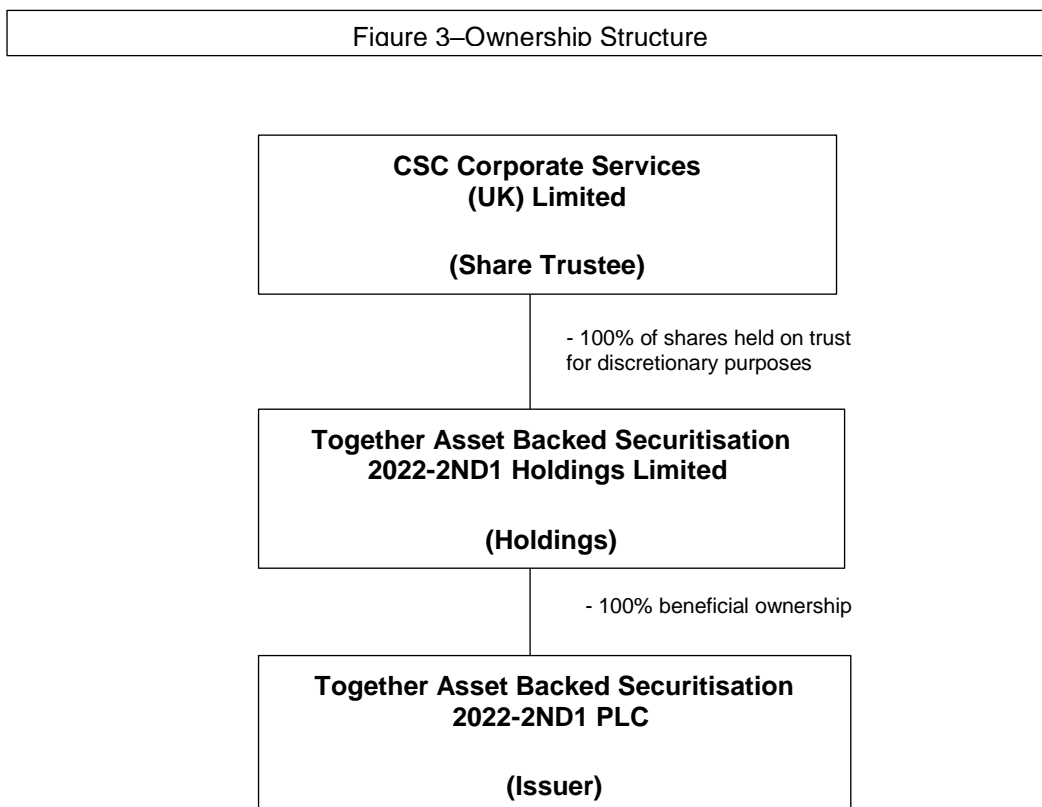 Figure 3–Ownership Structure
CSC Corporate Services
(UK) Limited
(Share Trustee)
- 100% of shares held on trust
for discretionary purposes
Together Asset Backed Securitisation
2022-2ND1 Holdings Limited
(Holdings)
- 100% beneficial ownership
Together Asset Backed Securitisation
2022-2ND1 PLC
(Issuer)